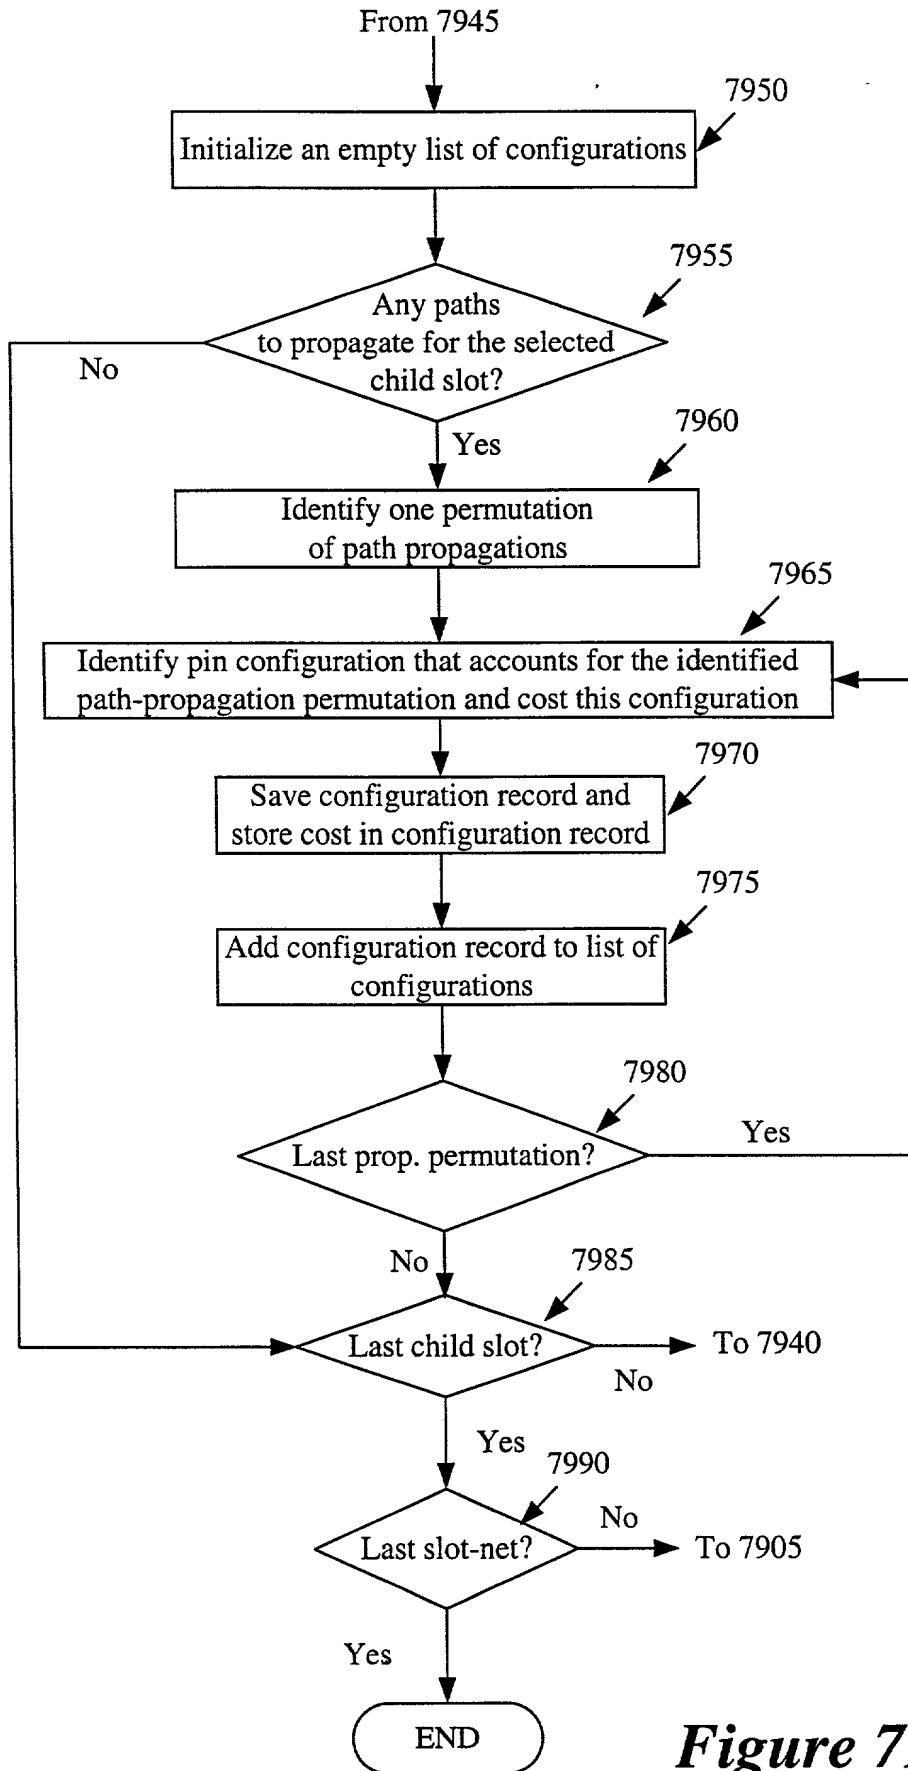 From 7945
7950
Initialize an empty list of configurations
7955
Any paths
to propagate for the selected
child slot?
No
Yes
7960
Identify one permutation
of path propagations
7965
Identify pin configuration that accounts for the identified
path-propagation permutation and cost this configuration
7970
Save configuration record and
store cost in configuration record
7975
Add configuration record to list of
configurations
7980
Last prop. permutation?
Yes
No
7985
Last child slot?
To 7940
No
Yes
7990
Last slot-net?
No
To 7905
Yes
END
Figure 7